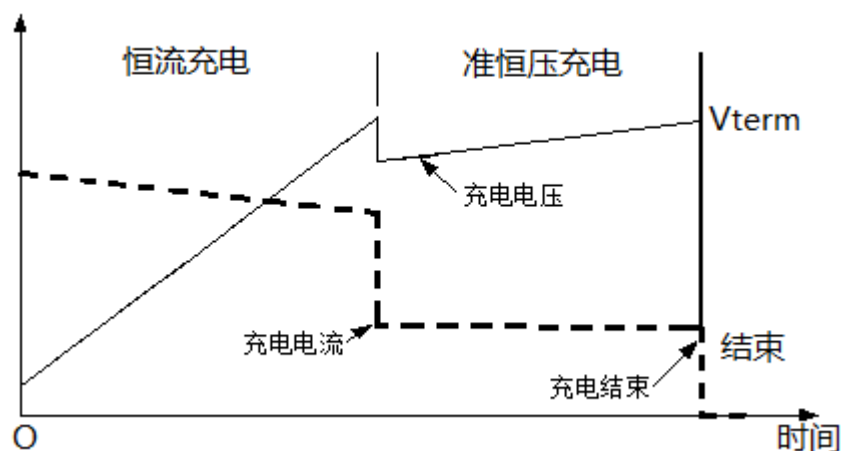 恒流充电
准恒压充电
Vterm
充电电压
充电电流
结束
充电结束
O
时间